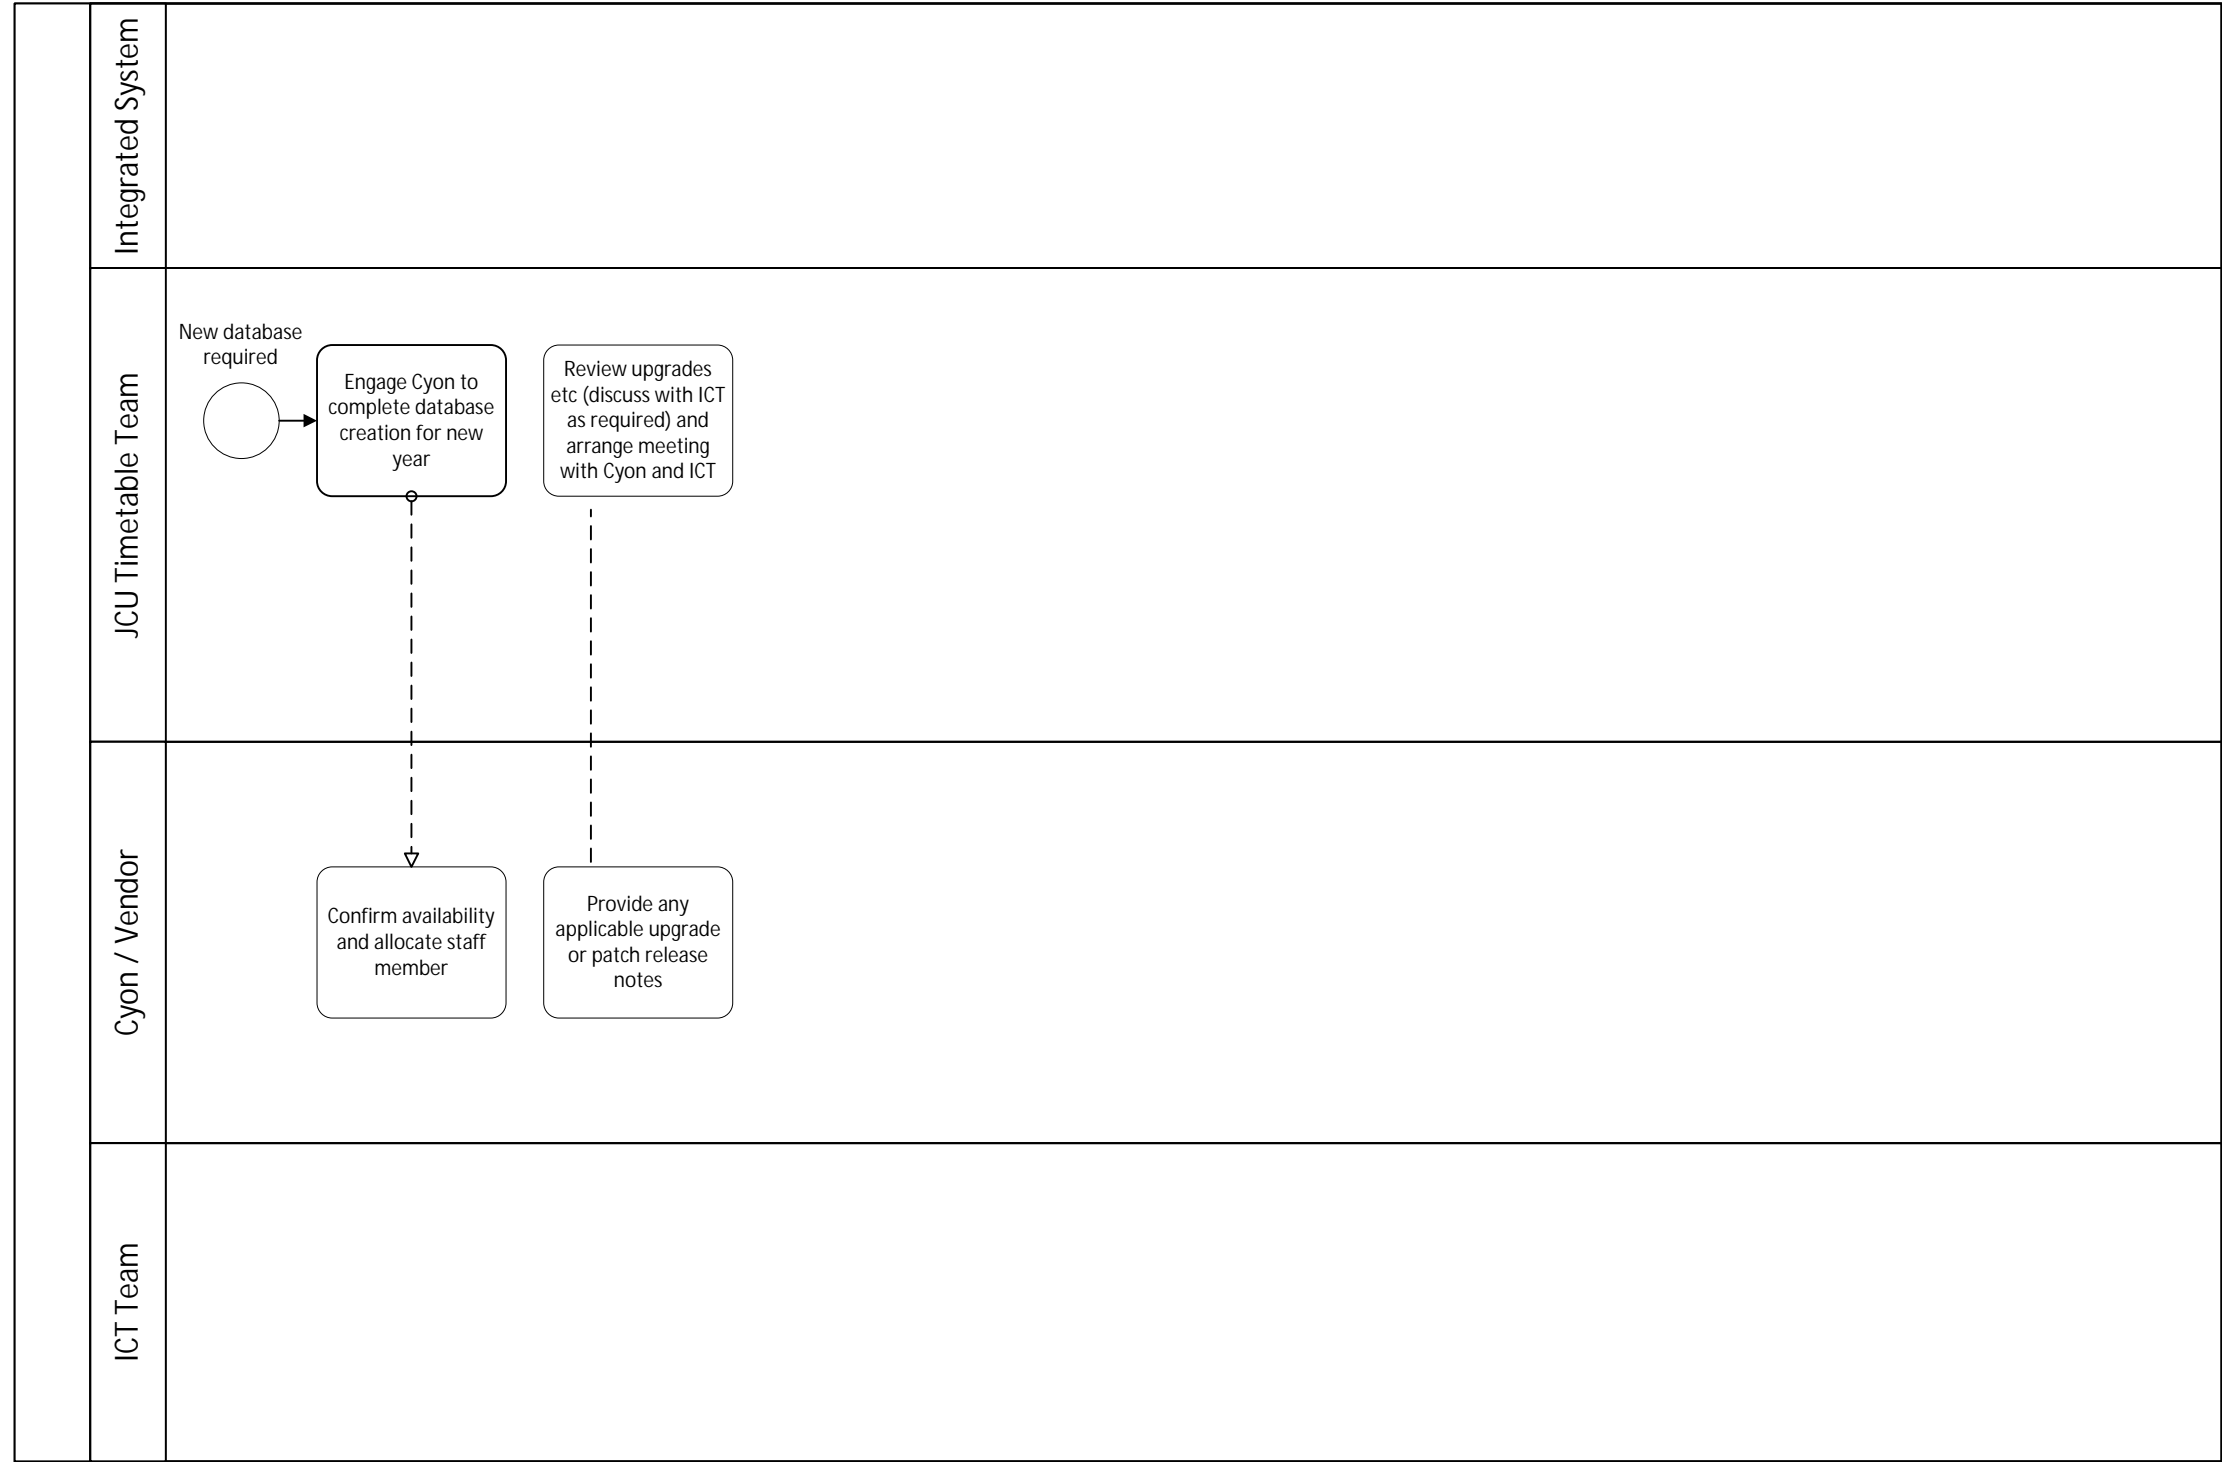 Integrated System
JCU Timetable Team
New database
required
Engage Cyon to
complete database
creation for new
year
Review upgrades
etc (discuss with ICT
as required) and
arrange meeting
with Cyon and ICT
Cyon / Vendor
Confirm availability
and allocate staff
member
Provide any
applicable upgrade
or patch release
notes
ICT Team